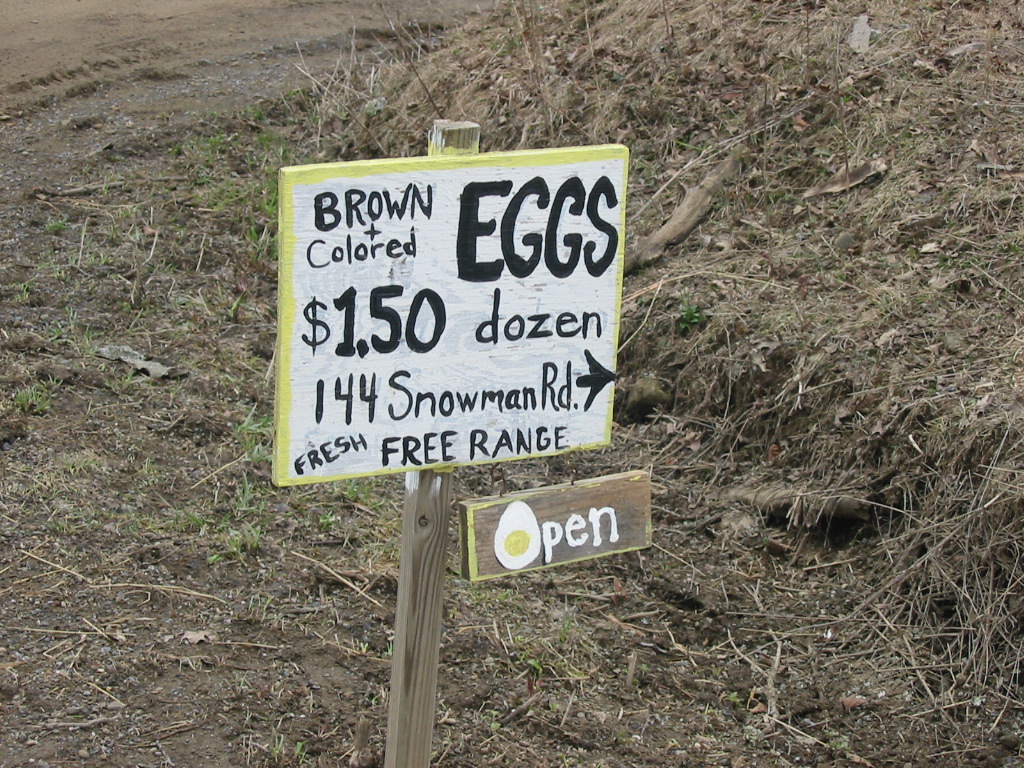 BROWN EGGS
+
Colored
$1.50 dozen
144 Snowman Rd.
FRESH FREE RANGE
Open